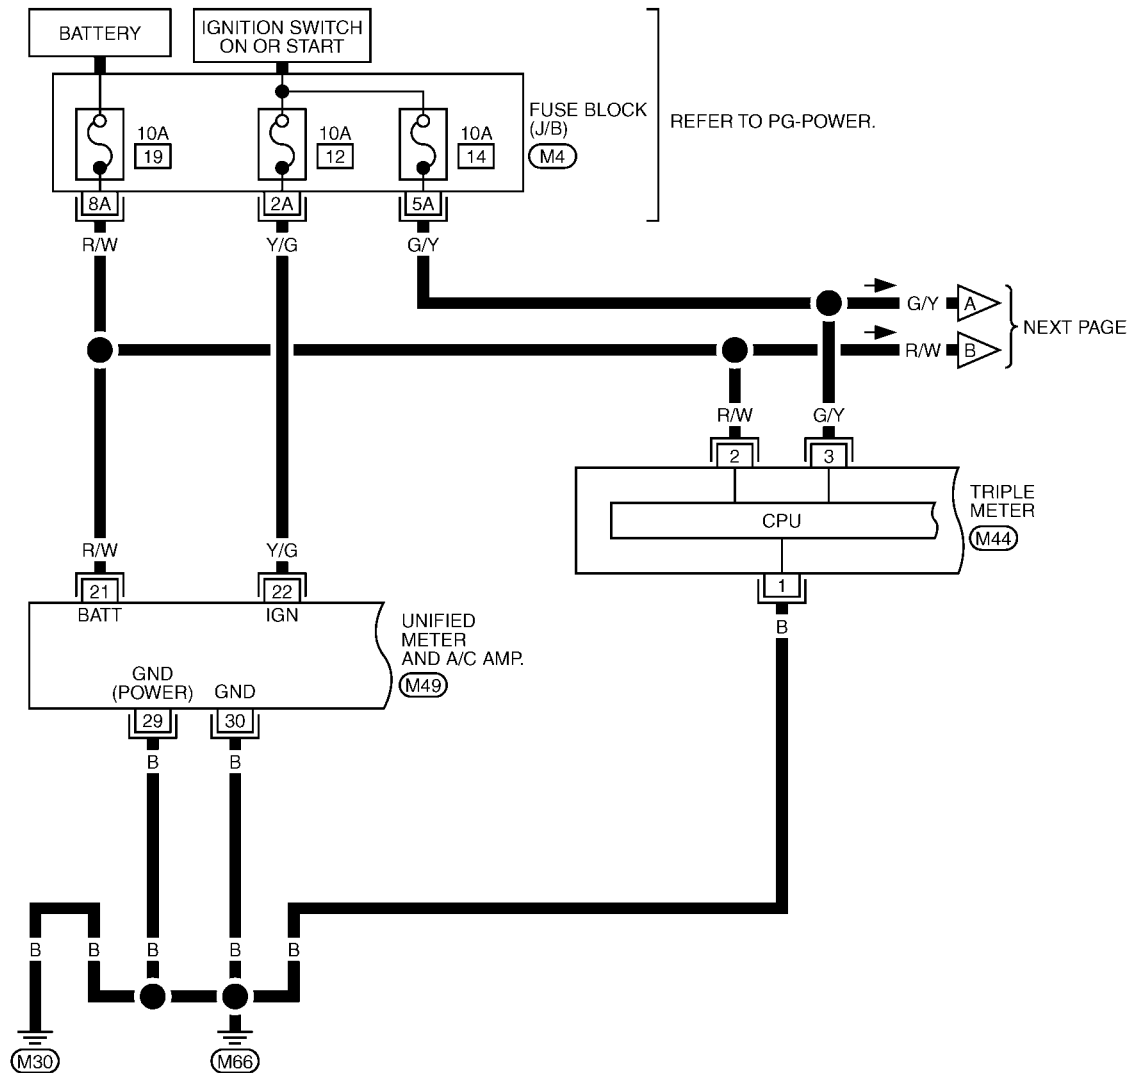 BATTERY
IGNITION SWITCH
ON OR START
FUSE BLOCK
(J/B)
M4
REFER TO PG-POWER.
10A
19
10A
12
10A
14
8A
2A
5A
R/W
Y/G
G/Y
G/Y
A
NEXT PAGE
R/W
B
R/W
G/Y
2
3
TRIPLE
METER
M44
CPU
R/W
Y/G
21
22
1
BATT
IGN
B
UNIFIED
METER
AND A/C AMP.
M49
GND
(POWER)
GND
29
30
B
B
B
B
B
B
B
M30
M66